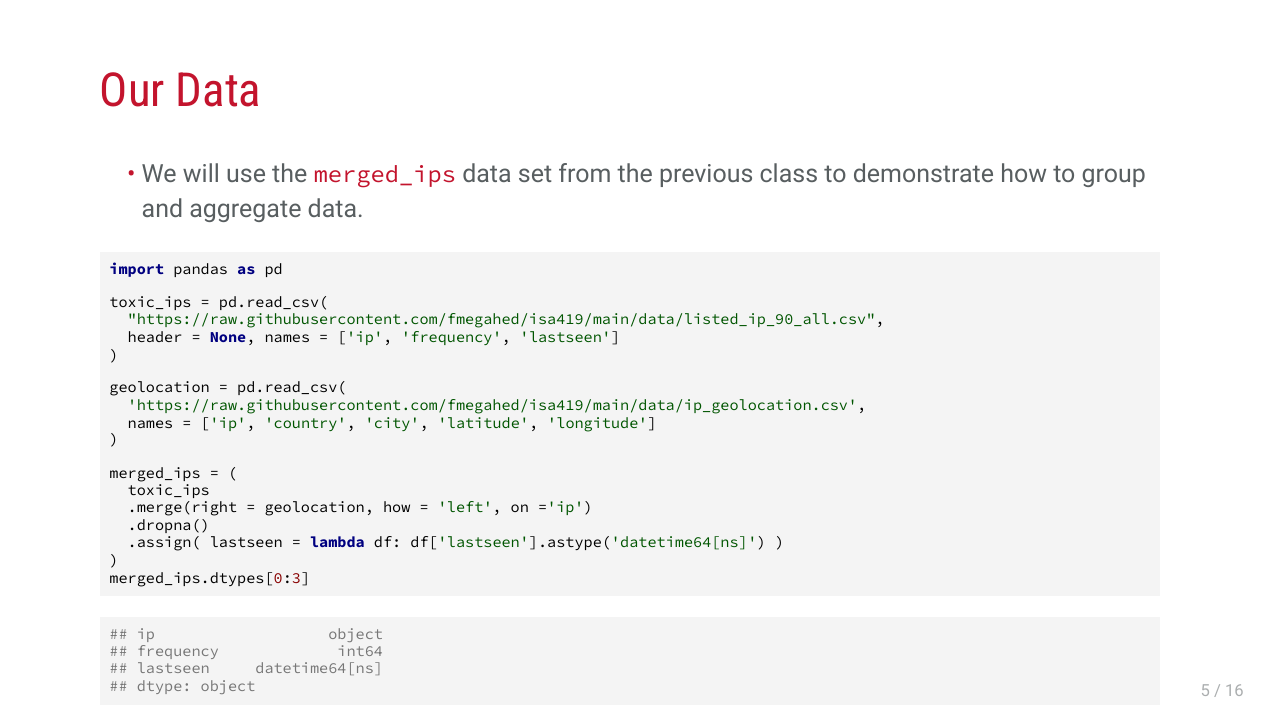 Our Data
• We will use the merged_ips data set from the previous class to demonstrate how to group
and aggregate data.
import pandas as pd
toxic_ips = pd.read_csv(
  "https://raw.githubusercontent.com/fmegahed/isa419/main/data/listed_ip_90_all.csv",
  header = None, names = ['ip', 'frequency', 'lastseen']
)
geolocation = pd.read_csv(
  'https://raw.githubusercontent.com/fmegahed/isa419/main/data/ip_geolocation.csv',
  names = ['ip', 'country', 'city', 'latitude', 'longitude']
)
merged_ips = (
  toxic_ips
  .merge(right = geolocation, how = 'left', on ='ip')
  .dropna()
  .assign( lastseen = lambda df: df['lastseen'].astype('datetime64[ns]') )
)
merged_ips.dtypes[0:3]
## ip                   object
## frequency             int64
## lastseen     datetime64[ns]
## dtype: object
5 / 16